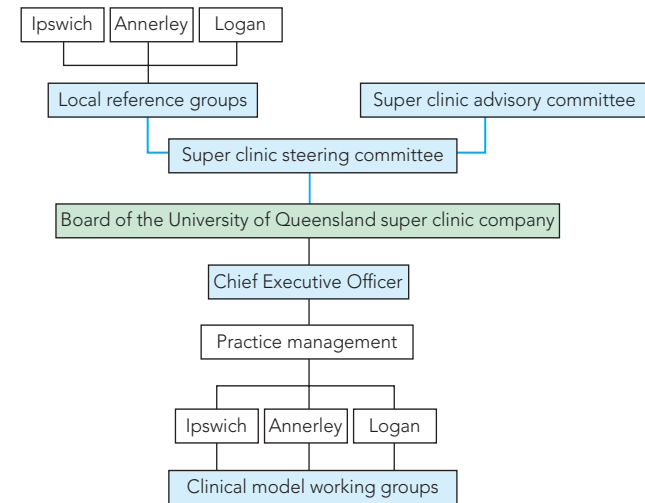 Ipswich
Annerley
Logan
Local reference groups
Super clinic advisory committee
Super clinic steering committee
Board of the University of Queensland super clinic company
Chief Executive Officer
Practice management
Ipswich
Annerley
Logan
Clinical model working groups